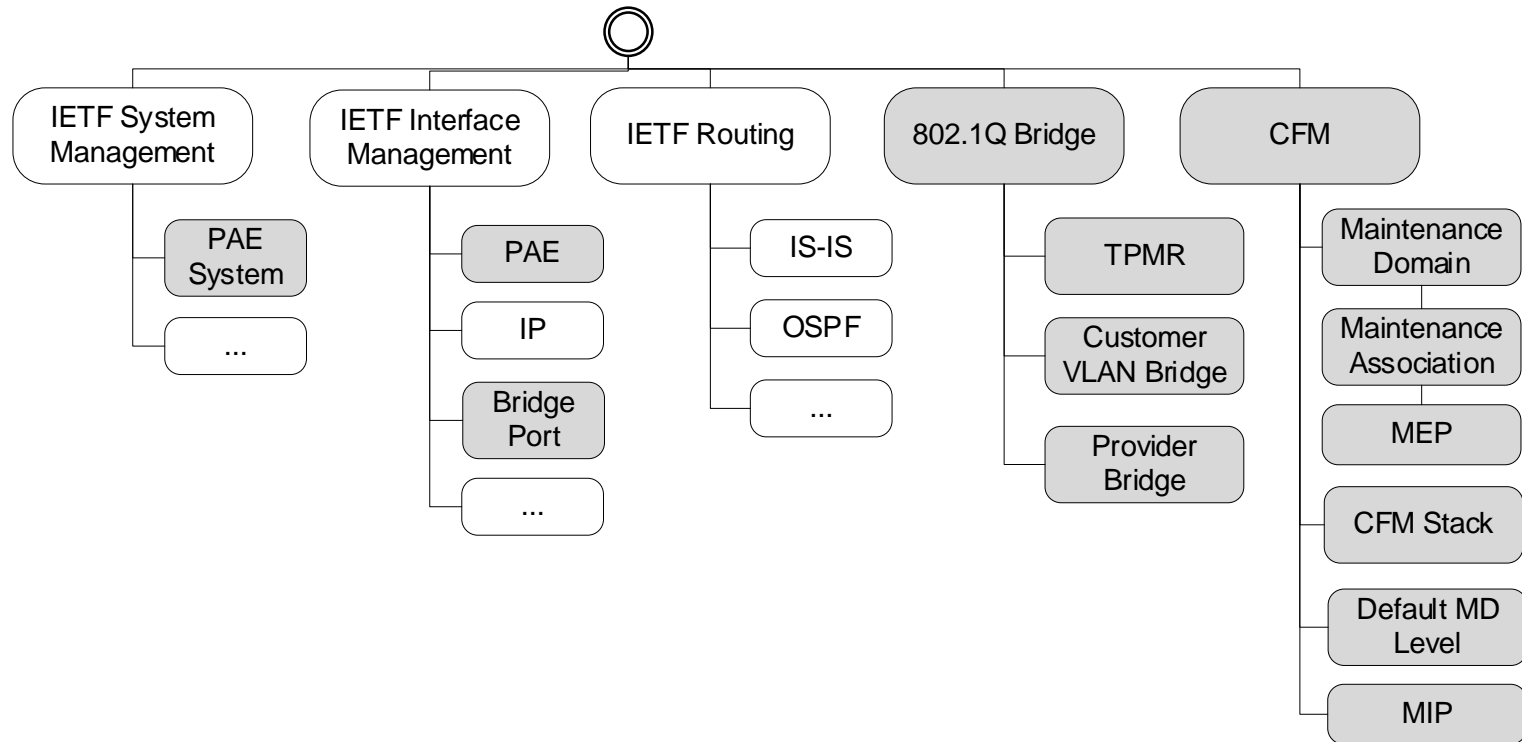 IETF System
Management
IETF Interface
Management
IETF Routing
802.1Q Bridge
CFM
PAE
System
...
PAE
IP
Bridge
Port
...
IS-IS
OSPF
...
TPMR
Customer
VLAN Bridge
Provider
Bridge
Maintenance
Domain
Maintenance
Association
MEP
CFM Stack
Default MD
Level
MIP